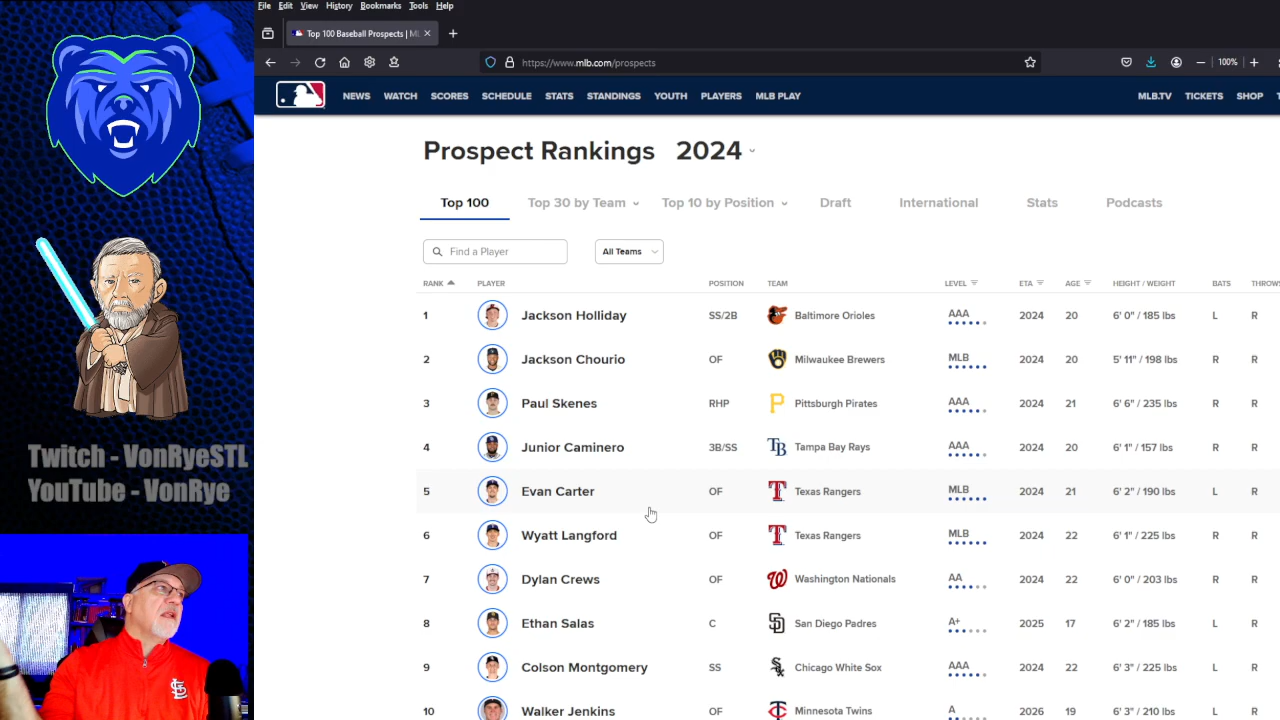 File Edit View History Bookmarks Tools Help
Top 100 Baseball Prospects | M
https://www.mlb.com/prospects
100%
NEWS WATCH SCORES SCHEDULE STATS STANDINGS YOUTH PLAYERS MLB PLAY MLB.TV TICKETS SHOP
Prospect Rankings 2024
Top 100 Top 30 by Team Top 10 by Position Draft International Stats Podcasts
Find a Player All Teams
RANK PLAYER POSITION TEAM LEVEL ETA AGE HEIGHT / WEIGHT BATS THROWS
1 Jackson Holliday SS/2B Baltimore Orioles AAA 2024 20 6' 0" / 185 lbs L R
2 Jackson Chourio OF Milwaukee Brewers MLB 2024 20 5' 11" / 198 lbs R R
3 Paul Skenes RHP P Pittsburgh Pirates AAA 2024 21 6' 6" / 235 lbs R R
4 Junior Caminero 3B/SS TB Tampa Bay Rays AAA 2024 20 6' 1" / 157 lbs R R
5 Evan Carter OF T Texas Rangers MLB 2024 21 6' 2" / 190 lbs L R
6 Wyatt Langford OF T Texas Rangers MLB 2024 22 6' 1" / 225 lbs R R
7 Dylan Crews OF W Washington Nationals AA 2024 22 6' 0" / 203 lbs R R
8 Ethan Salas C SD San Diego Padres A+ 2025 17 6' 2" / 185 lbs L R
9 Colson Montgomery SS Sox Chicago White Sox AAA 2024 22 6' 3" / 225 lbs L R
10 Walker Jenkins OF TC Minnesota Twins A 2026 19 6' 3" / 210 lbs L R
Twitch - VonRyeSTL
YouTube - VonRye
STL